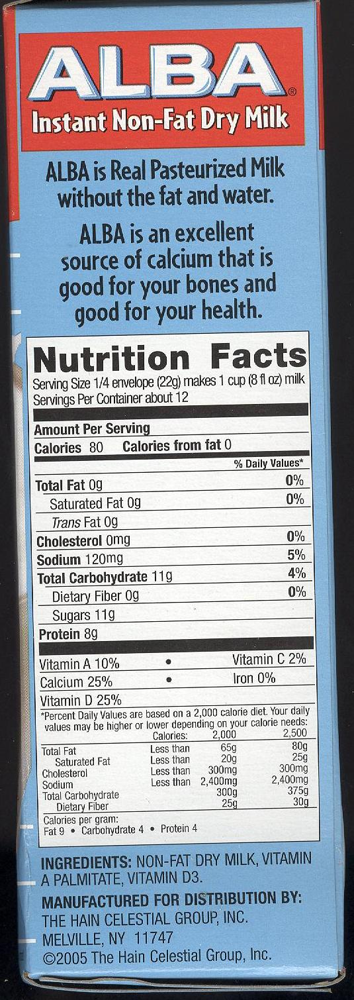 ALBA®
Instant Non-Fat Dry Milk
ALBA is Real Pasteurized Milk
without the fat and water.
ALBA is an excellent
source of calcium that is
good for your bones and
good for your health.
Nutrition Facts
Serving Size 1/4 envelope (22g) makes 1 cup (8 fl oz) milk
Servings Per Container about 12
Amount Per Serving
Calories 80 Calories from fat 0
% Daily Values*
Total Fat 0g 0%
Saturated Fat 0g 0%
Trans Fat 0g
Cholesterol 0mg 0%
Sodium 120mg 5%
Total Carbohydrate 11g 4%
Dietary Fiber 0g 0%
Sugars 11g
Protein 8g
Vitamin A 10% • Vitamin C 2%
Calcium 25% • Iron 0%
Vitamin D 25%
*Percent Daily Values are based on a 2,000 calorie diet. Your daily
values may be higher or lower depending on your calorie needs:
Calories: 2,000 2,500
Total Fat Less than 65g 80g
Saturated Fat Less than 20g 25g
Cholesterol Less than 300mg 300mg
Sodium Less than 2,400mg 2,400mg
Total Carbohydrate 300g 375g
Dietary Fiber 25g 30g
Calories per gram:
Fat 9 • Carbohydrate 4 • Protein 4
INGREDIENTS: NON-FAT DRY MILK, VITAMIN
A PALMITATE, VITAMIN D3.
MANUFACTURED FOR DISTRIBUTION BY:
THE HAIN CELESTIAL GROUP, INC.
MELVILLE, NY 11747
©2005 The Hain Celestial Group, Inc.